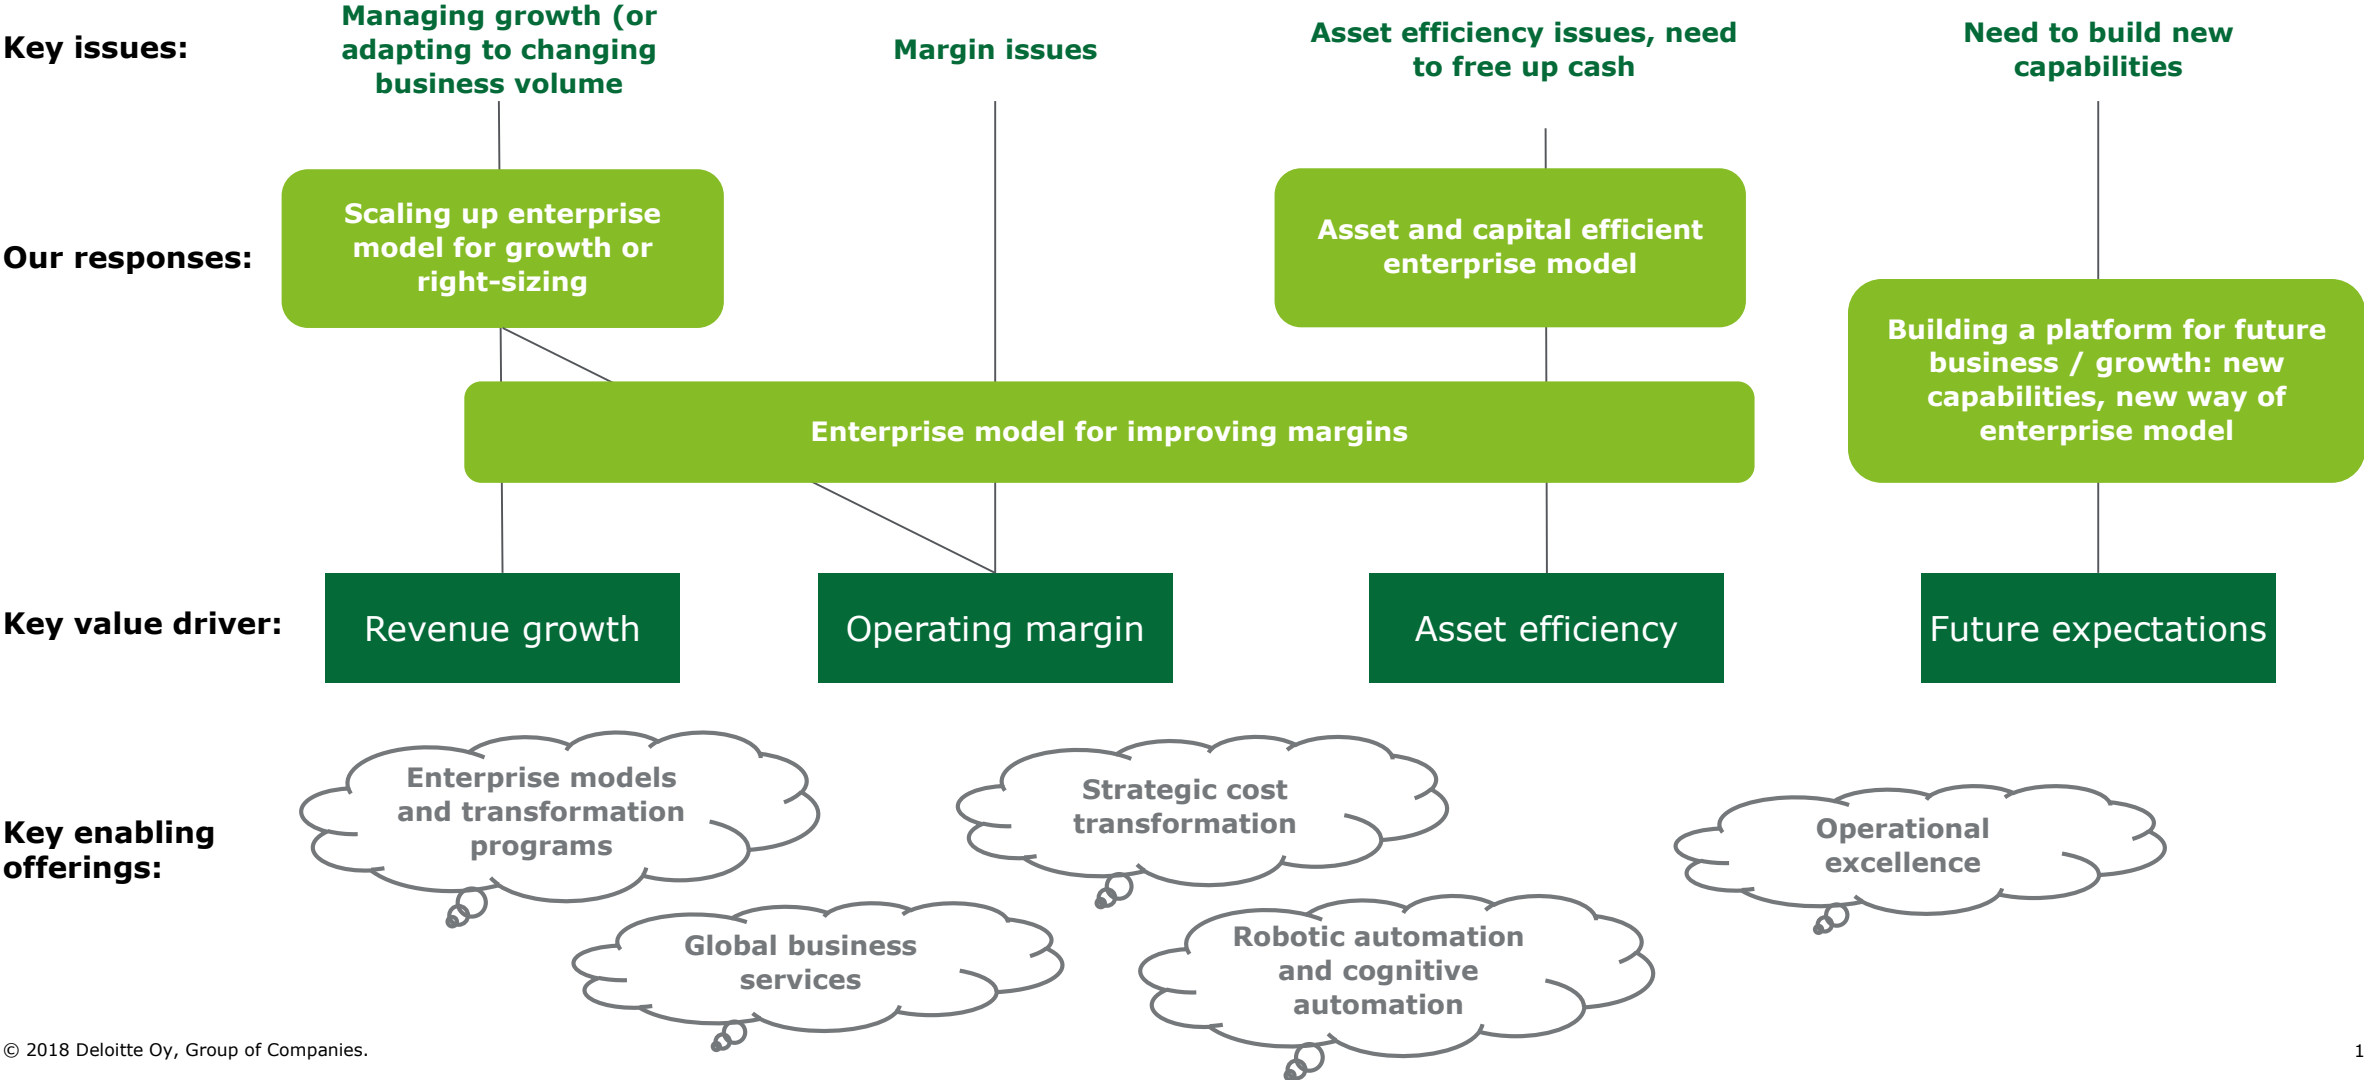 Key issues:
Managing growth (or
adapting to changing
business volume
Margin issues
Asset efficiency issues, need
to free up cash
Need to build new
capabilities
Our responses:
Scaling up enterprise
model for growth or
right-sizing
Asset and capital efficient
enterprise model
Building a platform for future
business / growth: new
capabilities, new way of
enterprise model
Enterprise model for improving margins
Key value driver:
Revenue growth
Operating margin
Asset efficiency
Future expectations
Key enabling
offerings:
Enterprise models
and transformation
programs
Strategic cost
transformation
Operational
excellence
Global business
services
Robotic automation
and cognitive
automation
© 2018 Deloitte Oy, Group of Companies.
1